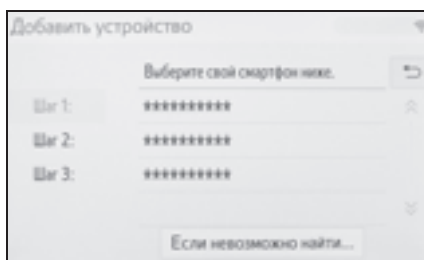 Добавить устройство
Выберите свой смартфон ниже.
Шаг 1: **********
Шаг 2: **********
Шаг 3: **********
Если невозможно найти...